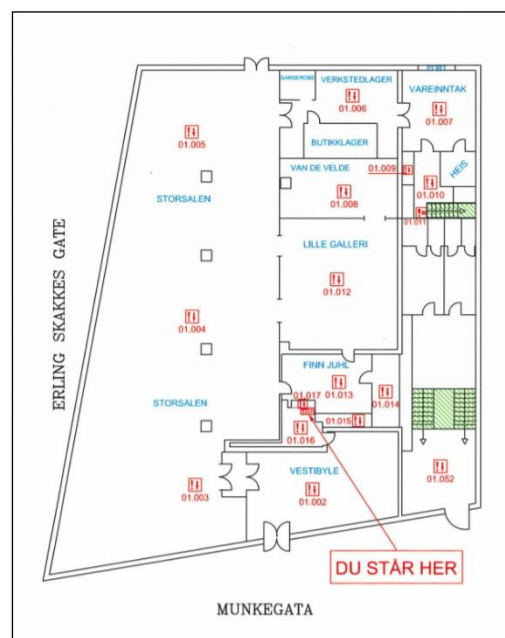 PORT
GARDEROBE
VERKSTEDLAGER
01.006
VAREINNTAK
01.007
01.005
BUTIKKLAGER
VAN DE VELDE
01.009
HEIS
01.010
01.008
STORSALEN
01.011
LILLE GALLERI
01.012
01.004
ERLING SKAKKES GATE
FINN JUHL
01.013
01.017
01.014
STORSALEN
01.015
01.016
VESTIBYLE
01.002
01.003
01.052
DU STÅR HER
MUNKEGATA